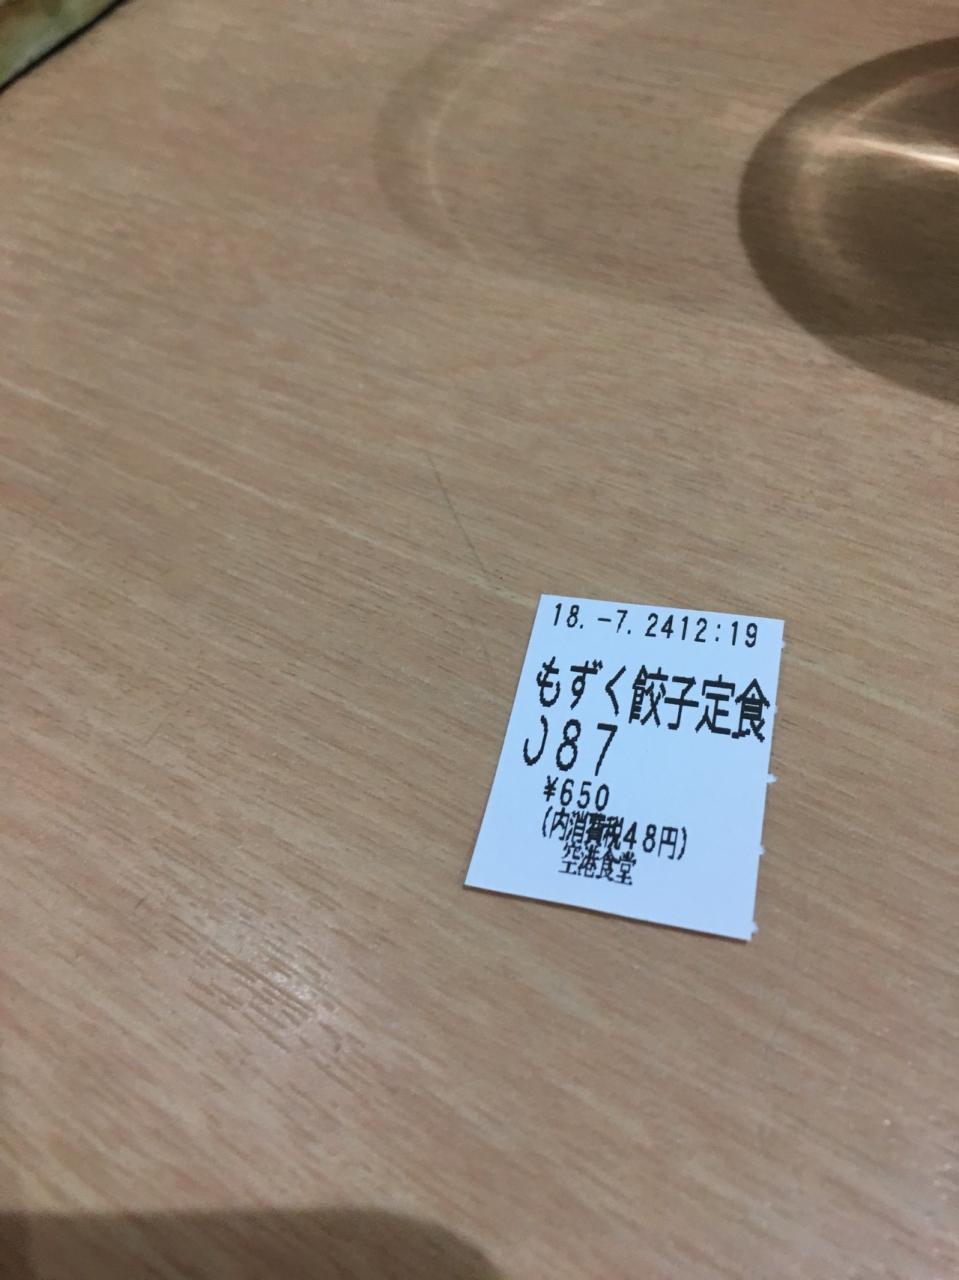 18.-7.2412:19
もずく餃子定食
J87
¥650
(内消費税48円)
空港食堂